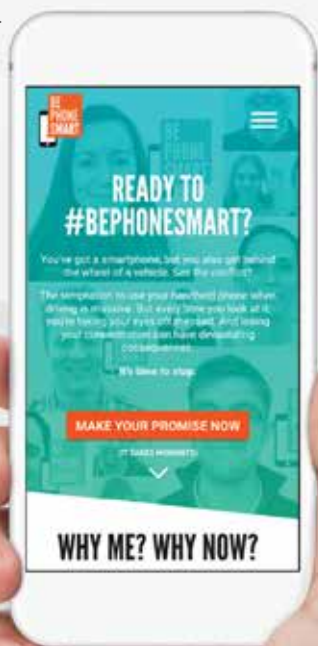 BE
PHONE
SMART
BE
PHONE
SMART
READY TO
#BEPHONESMART?
You've got a smartphone, but you also get behind
the wheel of a vehicle. See the conflict?
The temptation to use your handheld phone when
driving is massive. But every time you look at it,
you're taking your eyes off the road. And losing
your concentration can have devastating
consequences.
It's time to stop.
MAKE YOUR PROMISE NOW
IT TAKES MOMENTS
WHY ME? WHY NOW?